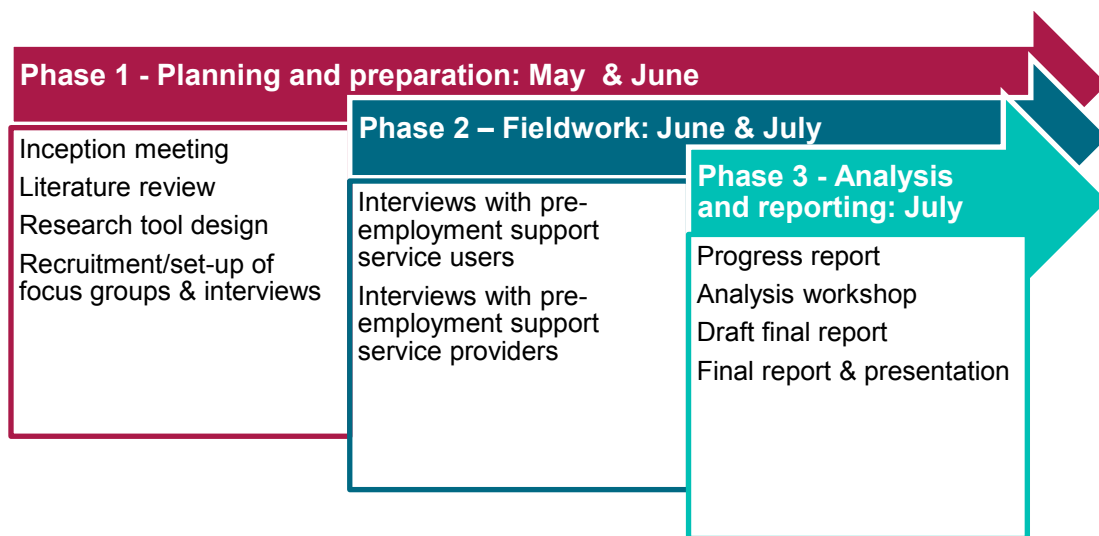 Phase 1 - Planning and preparation: May  & June
Inception meeting
Literature review
Research tool design
Recruitment/set-up of
focus groups & interviews
Phase 2 – Fieldwork: June & July
Interviews with pre-
employment support
service users
Interviews with pre-
employment support
service providers
Phase 3 - Analysis
and reporting: July
Progress report
Analysis workshop
Draft final report
Final report & presentation